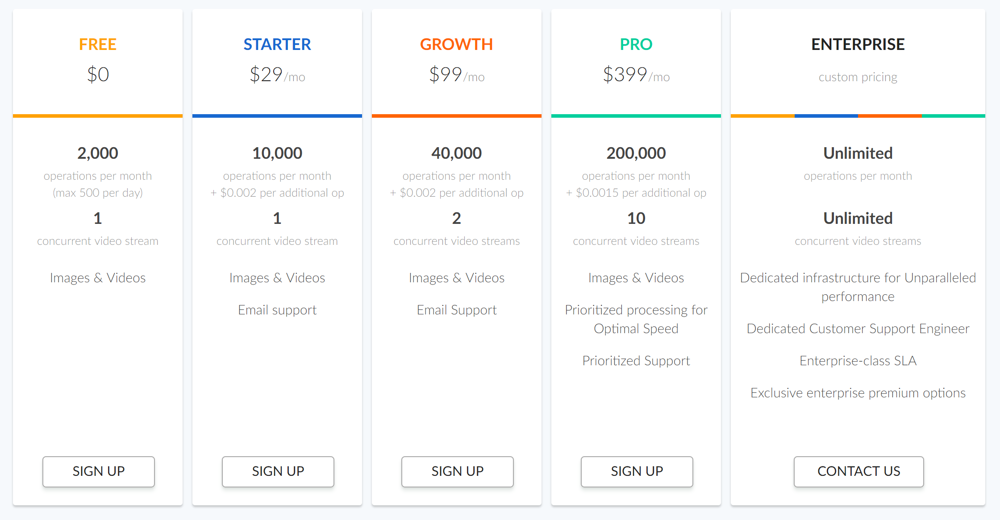 FREE
$0
2,000
operations per month
(max 500 per day)
1
concurrent video stream
Images & Videos
SIGN UP
STARTER
$29/mo
10,000
operations per month
+ $0.002 per additional op
1
concurrent video stream
Images & Videos
Email support
SIGN UP
GROWTH
$99/mo
40,000
operations per month
+ $0.002 per additional op
2
concurrent video streams
Images & Videos
Email Support
SIGN UP
PRO
$399/mo
200,000
operations per month
+ $0.0015 per additional op
10
concurrent video streams
Images & Videos
Prioritized processing for
Optimal Speed
Prioritized Support
SIGN UP
ENTERPRISE
custom pricing
Unlimited
operations per month
Unlimited
concurrent video streams
Dedicated infrastructure for Unparalleled
performance
Dedicated Customer Support Engineer
Enterprise-class SLA
Exclusive enterprise premium options
CONTACT US